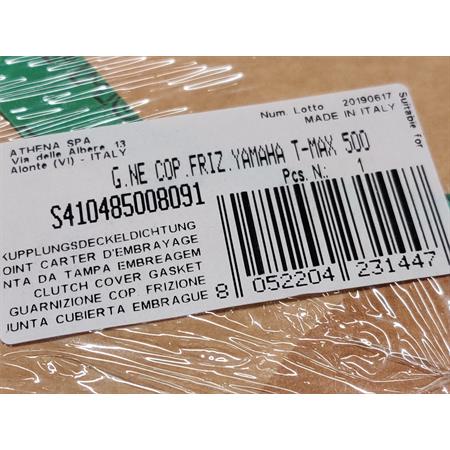 ATHENA SPA
Via delle Albere, 13
Alonte (VI) - ITALY
Num. Lotto 20190617
MADE IN ITALY
Suitable for
G.NE COP.FRIZ.YAMAHA T-MAX 500
S410485008091
Pcs. N.: 1
KUPPLUNGSDECKELDICHTUNG
OINT CARTER D'EMBRAYAGE
NTA DA TAMPA EMBREAGEM
CLUTCH COVER GASKET
GUARNIZIONE COP. FRIZIONE
JUNTA CUBIERTA EMBRAGUE
8 052204 231447